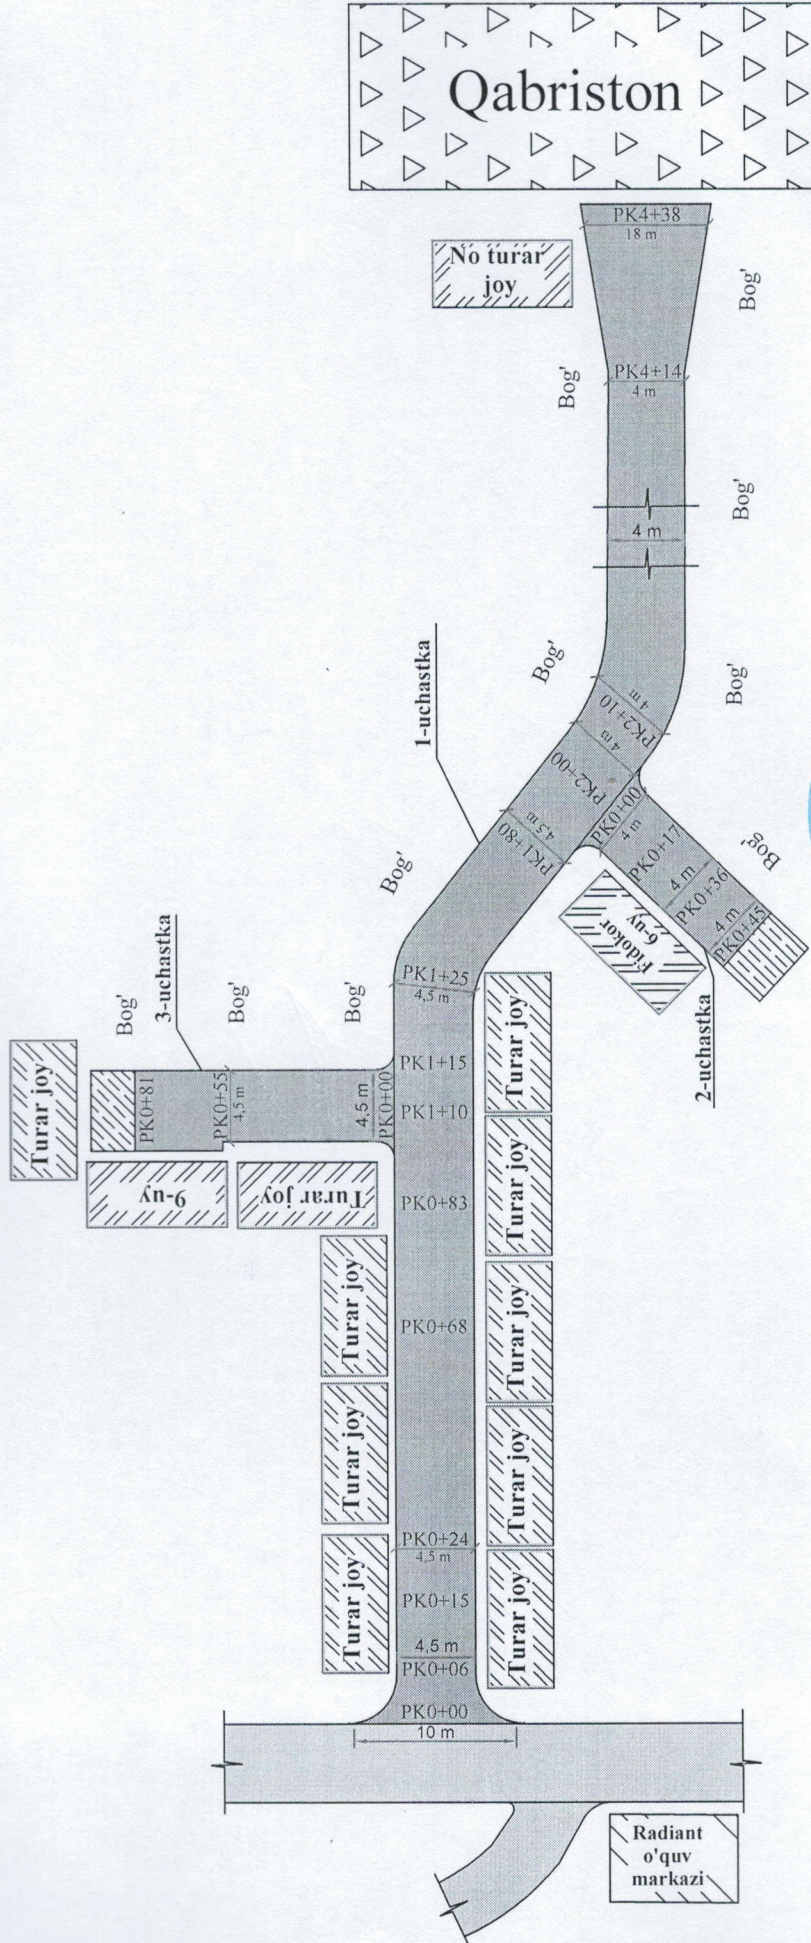 Qabriston
PK4+38
18 m
No turar
joy
Bog'
PK4+14
4 m
Bog'
Bog'
4 m
1-uchastka
Bog'
Bog'
4 m
PK2+10
4 m
PK2+00
PK0+00
4 m
4,5 m
PK1+80
PK0+17
4 m
PK0+36
4 m
PK0+45
Bog'
Fidokor
6-uy
2-uchastka
Bog'
3-uchastka
Bog'
Bog'
Bog'
PK1+25
4,5 m
Turar joy
Turar joy
PK0+81
PK0+55
4,5 m
4,5 m
PK0+00
PK1+15
PK1+10
9-uy
Turar joy
PK0+83
Turar joy
Turar joy
PK0+68
Turar joy
Turar joy
Turar joy
PK0+24
4,5 m
Turar joy
PK0+15
Turar joy
4,5 m
PK0+06
PK0+00
10 m
Radiant
o'quv
markazi